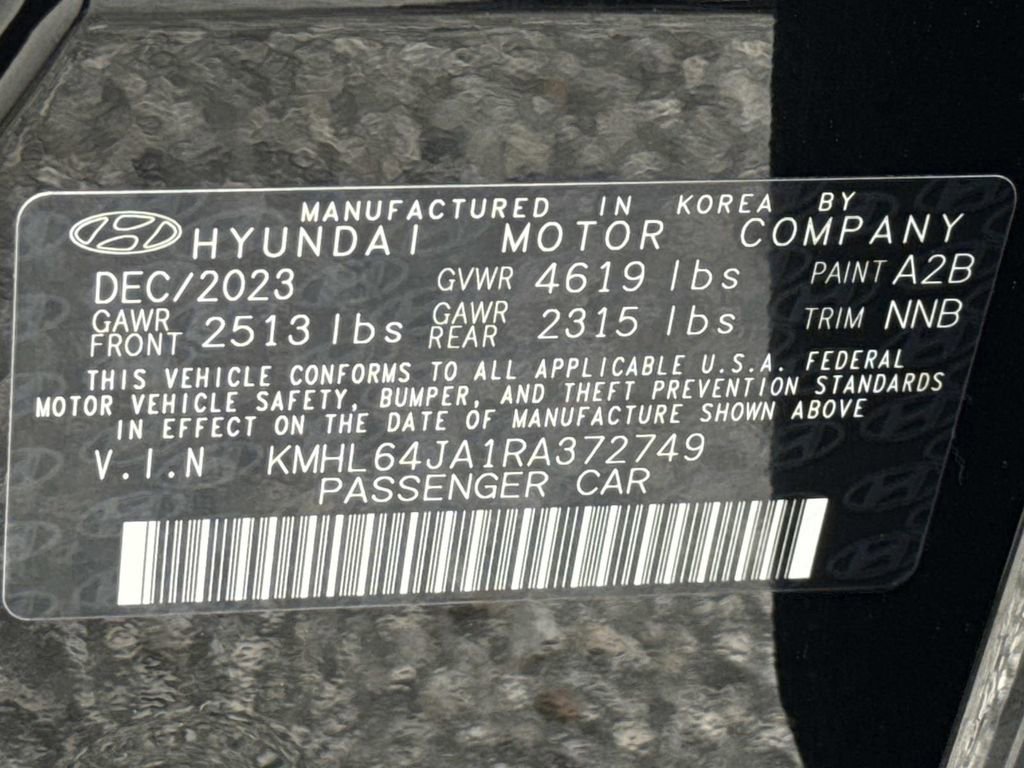 MANUFACTURED IN KOREA BY
HYUNDAI MOTOR COMPANY
DEC/2023 GVWR 4619 lbs PAINT A2B
GAWR FRONT 2513 lbs GAWR REAR 2315 lbs TRIM NNB
THIS VEHICLE CONFORMS TO ALL APPLICABLE U.S.A. FEDERAL
MOTOR VEHICLE SAFETY, BUMPER, AND THEFT PREVENTION STANDARDS
IN EFFECT ON THE DATE OF MANUFACTURE SHOWN ABOVE
V.I.N KMHL64JA1RA372749
PASSENGER CAR